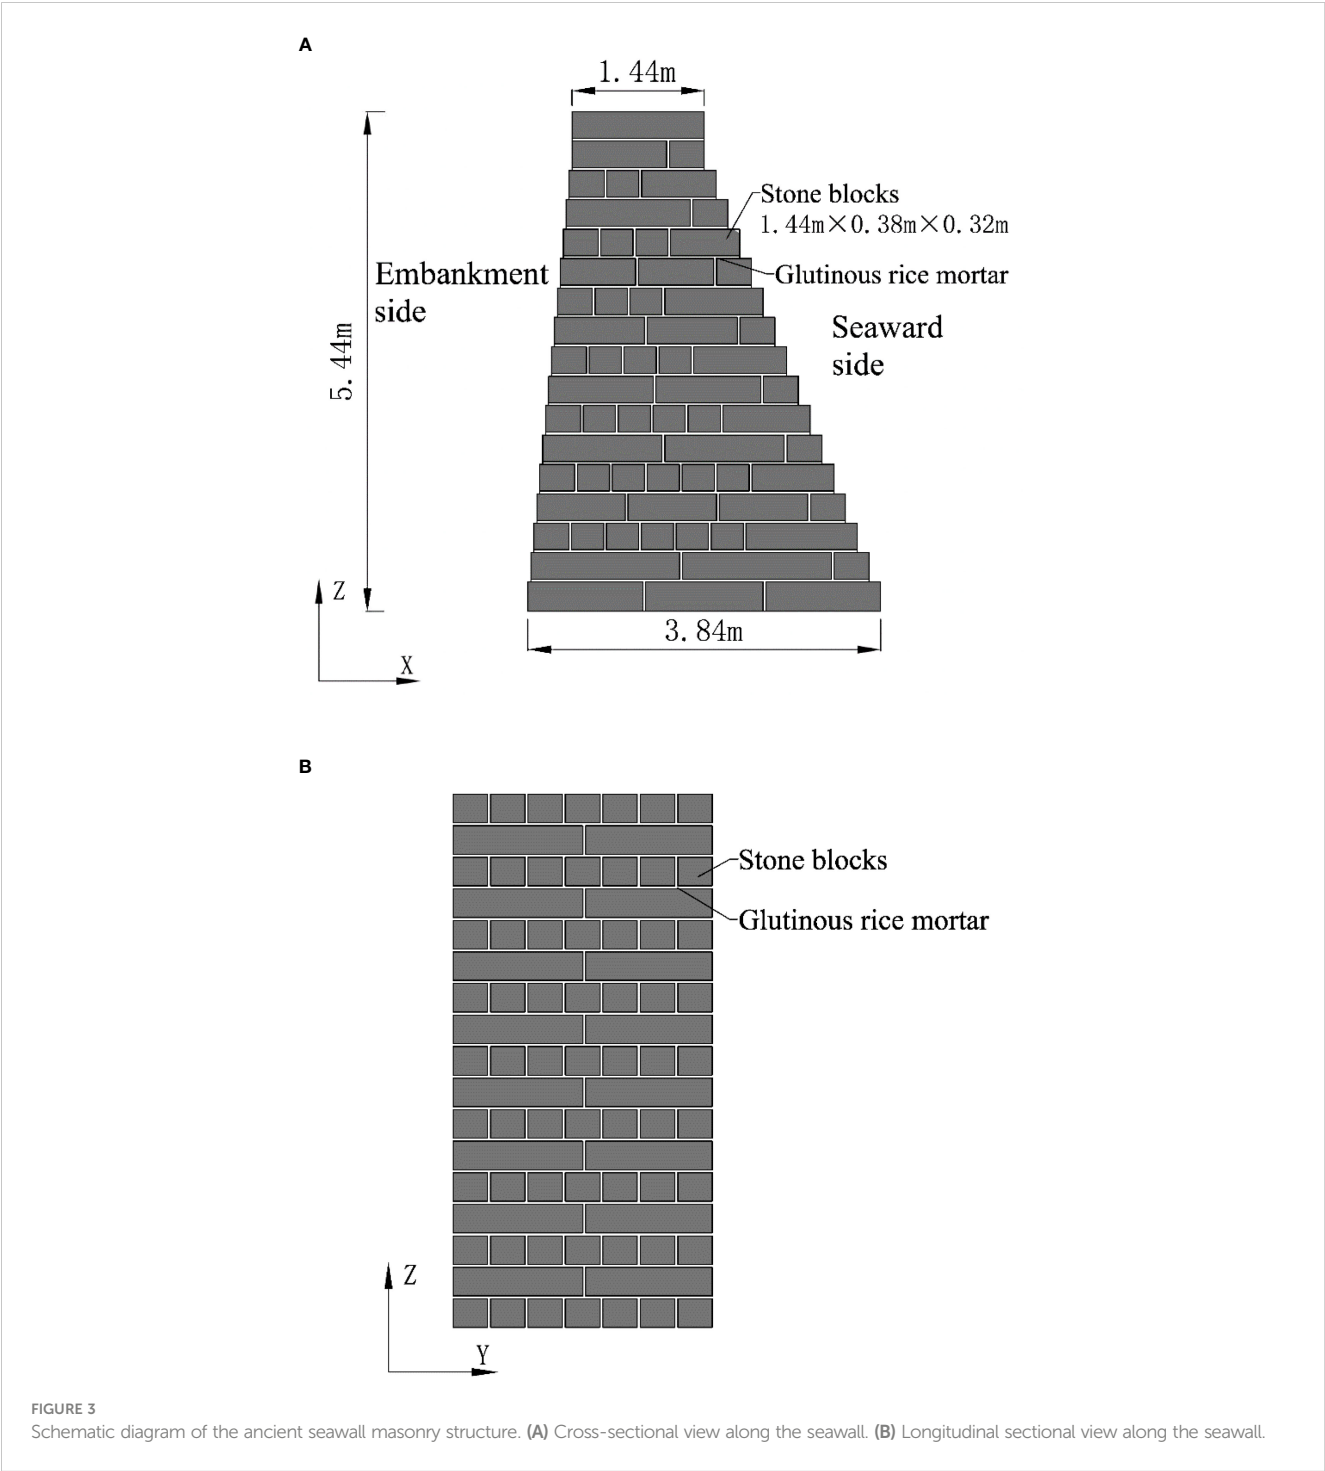 A
1.44m
Stone blocks
1.44m×0.38m×0.32m
Glutinous rice mortar
Embankment
side
Seaward
side
5.44m
Z
X
3.84m
B
Stone blocks
Glutinous rice mortar
Z
Y
FIGURE 3
Schematic diagram of the ancient seawall masonry structure. (A) Cross-sectional view along the seawall. (B) Longitudinal sectional view along the seawall.